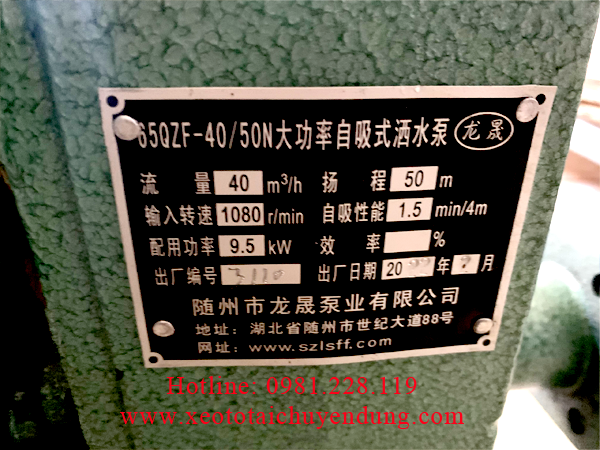 65QZF-40/50N大功率自吸式洒水泵 龙晟
流量 40 m³/h 扬程 50 m
输入转速 1080 r/min 自吸性能 1.5 min/4m
配用功率 9.5 kW 效率 %
出厂编号 3110 出厂日期 20 年 月
随州市龙晟泵业有限公司
地址：湖北省随州市世纪大道88号
网址：www.szlsff.com
Hotline: 0981.228.119
www.xeototaichuyendung.com